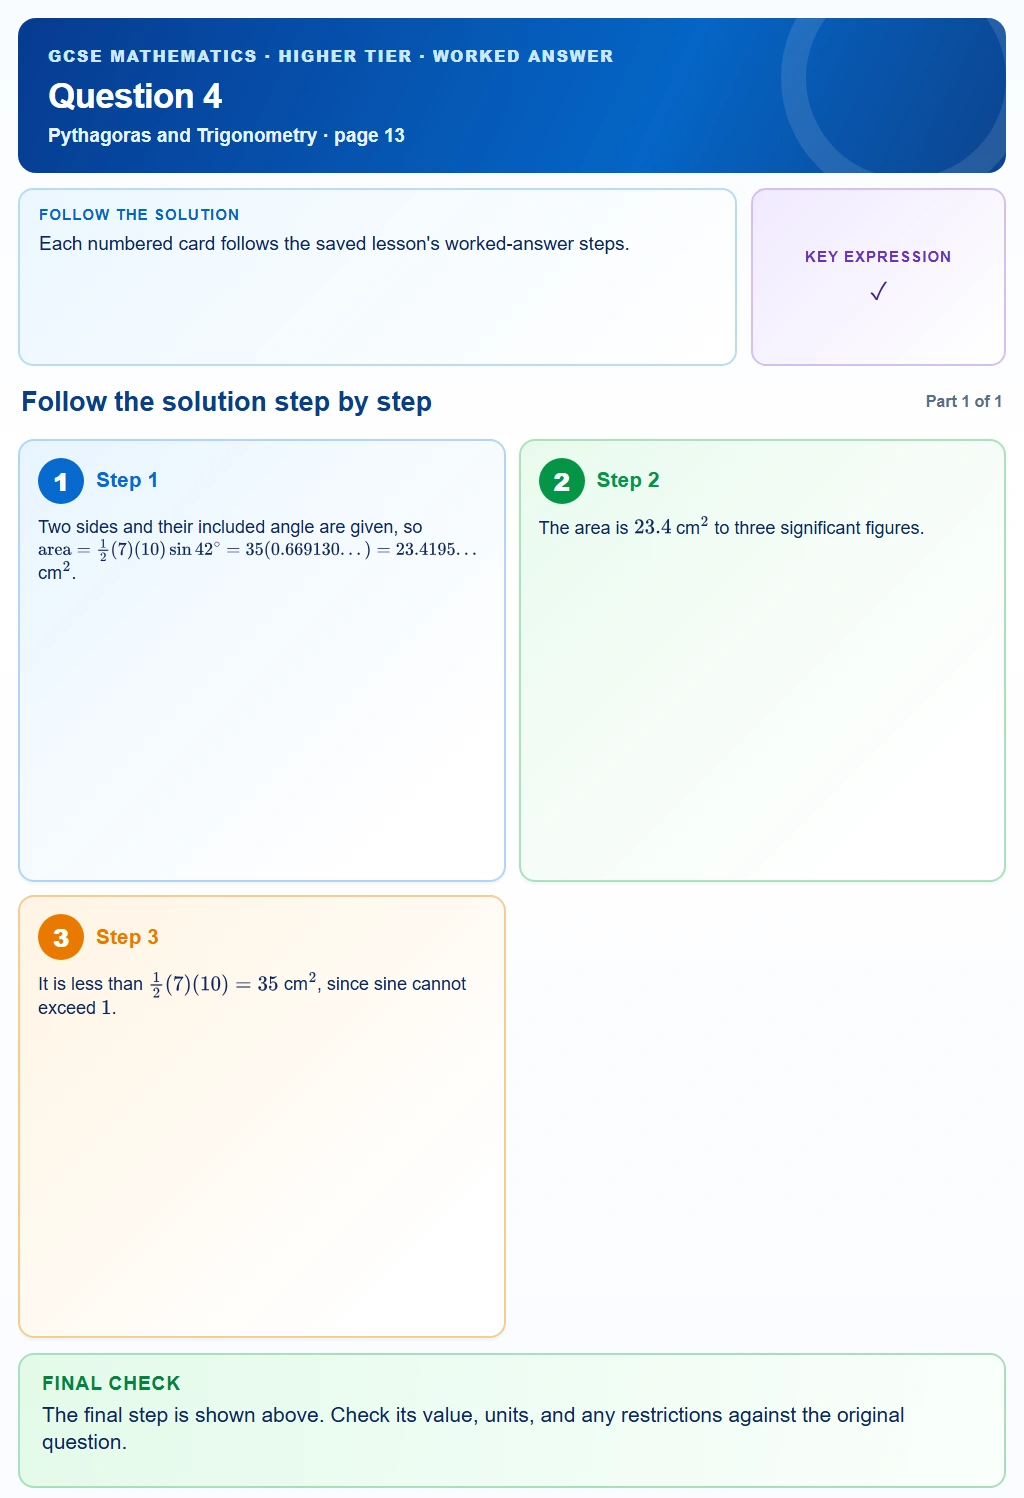 GCSE MATHEMATICS · HIGHER TIER · WORKED ANSWER
Question 4
Pythagoras and Trigonometry · page 13
FOLLOW THE SOLUTION
Each numbered card follows the saved lesson's worked-answer steps.
KEY EXPRESSION
✓
Follow the solution step by step
Part 1 of 1
1 Step 1
Two sides and their included angle are given, so
area = ½(7)(10) sin 42° = 35(0.669130...) = 23.4195...
cm².
2 Step 2
The area is 23.4 cm² to three significant figures.
3 Step 3
It is less than ½(7)(10) = 35 cm², since sine cannot
exceed 1.
FINAL CHECK
The final step is shown above. Check its value, units, and any restrictions against the original
question.